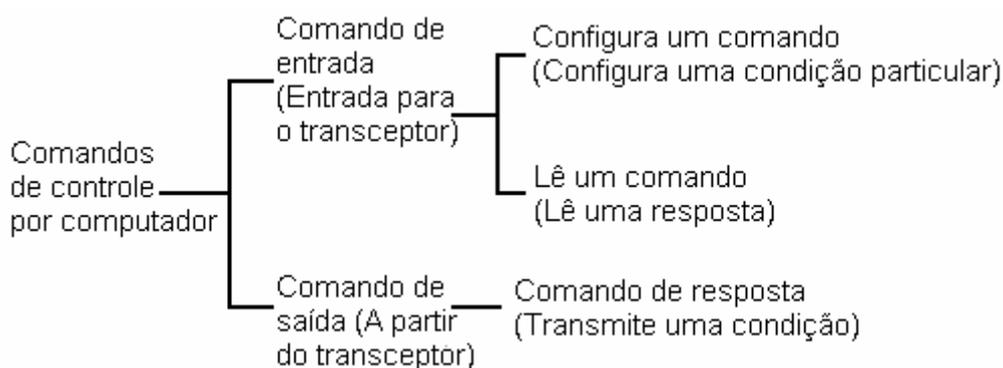 Comandos
de controle
por computador
Comando de
entrada
(Entrada para
o transceptor)
Configura um comando
(Configura uma condição particular)
Lê um comando
(Lê uma resposta)
Comando de
saída (A partir
do transceptor)
Comando de resposta
(Transmite uma condição)